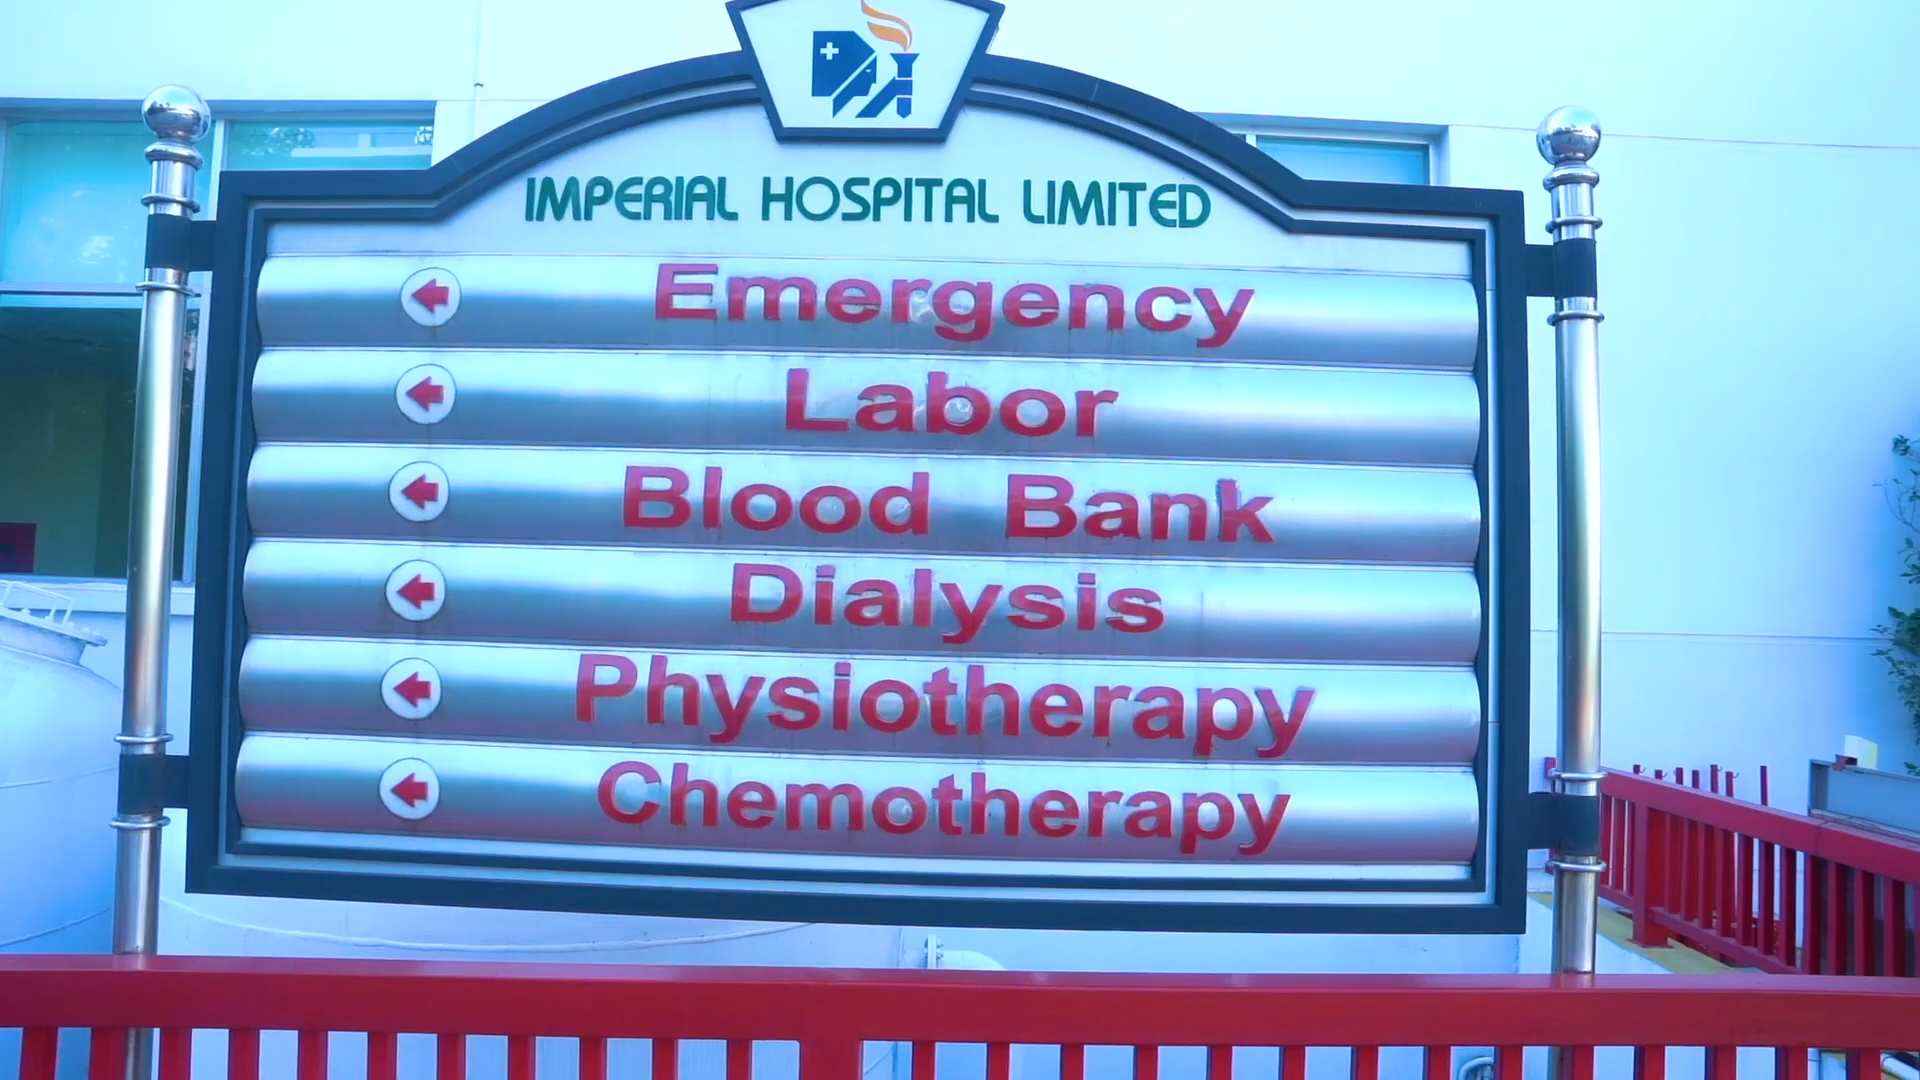 IMPERIAL HOSPITAL LIMITED
Emergency
Labor
Blood Bank
Dialysis
Physiotherapy
Chemotherapy